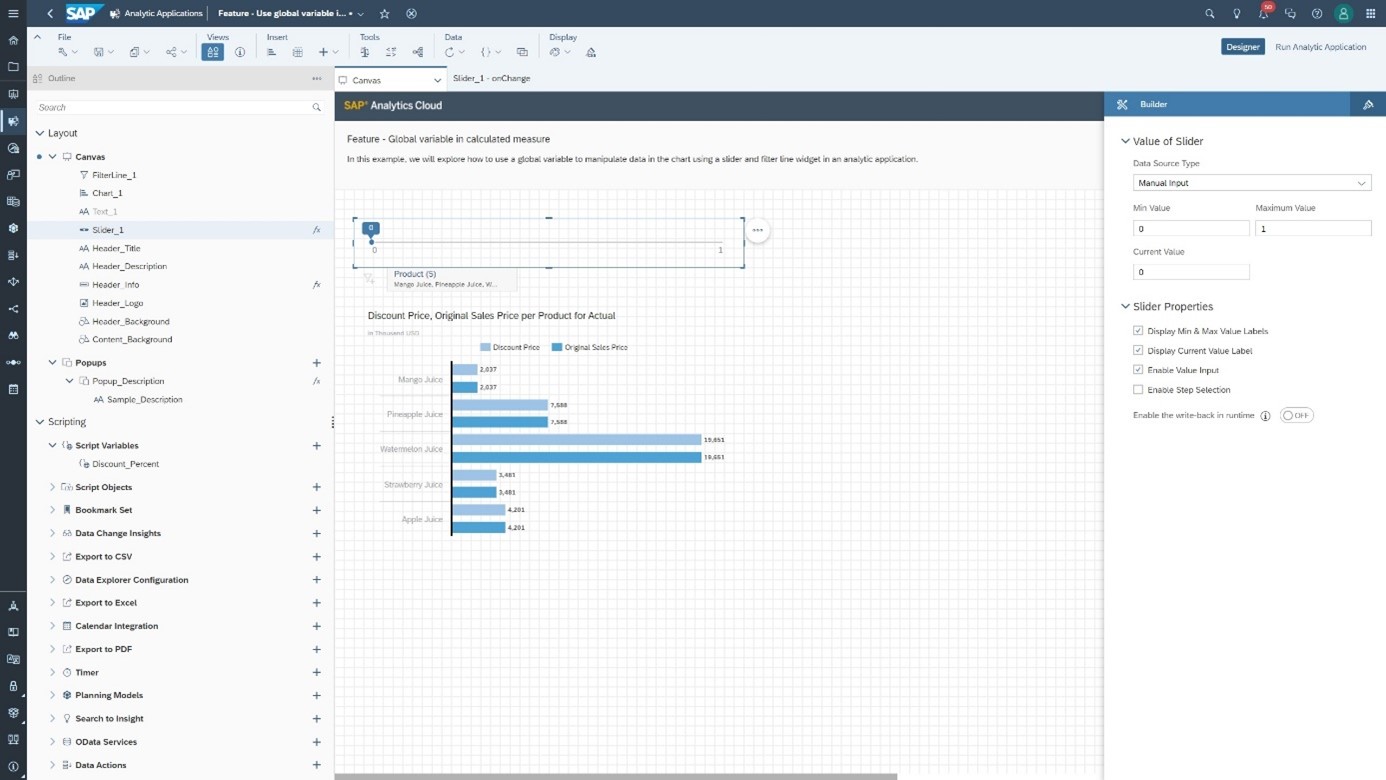 SAP Analytic Applications Feature - Use global variable i... •
50
File Views Insert Tools Data Display
Designer Run Analytic Application
Outline
Search
Layout
Canvas
FilterLine_1
Chart_1
Text_1
Slider_1
Header_Title
Header_Description
Header_Info
Header_Logo
Header_Background
Content_Background
Popups
Popup_Description
Sample_Description
Scripting
Script Variables
Discount_Percent
Script Objects
Bookmark Set
Data Change Insights
Export to CSV
Data Explorer Configuration
Export to Excel
Calendar Integration
Export to PDF
Timer
Planning Models
Search to Insight
OData Services
Data Actions
Canvas Slider_1 - onChange
SAP® Analytics Cloud
Feature - Global variable in calculated measure
In this example, we will explore how to use a global variable to manipulate data in the chart using a slider and filter line widget in an analytic application.
0
0 1
Product (5)
Mango Juice, Pineapple Juice, W...
Discount Price, Original Sales Price per Product for Actual
in Thousand USD
Discount Price Original Sales Price
Mango Juice 2,037
2,037
Pineapple Juice 7,588
7,588
Watermelon Juice 19,651
19,651
Strawberry Juice 3,481
3,481
Apple Juice 4,201
4,201
Builder
Value of Slider
Data Source Type
Manual Input
Min Value Maximum Value
0 1
Current Value
0
Slider Properties
Display Min & Max Value Labels
Display Current Value Label
Enable Value Input
Enable Step Selection
Enable the write-back in runtime OFF